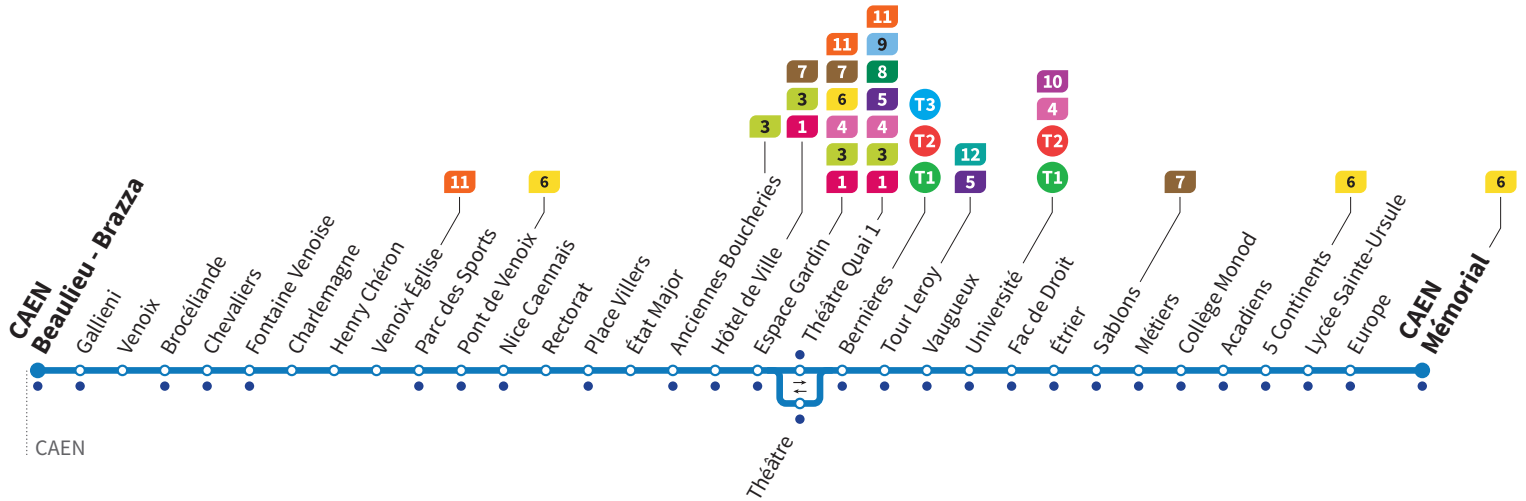 11
11
9
7
7
8
3
6
5
3
1
4
4
3
3
1
1
T3
T2
T1
12
5
10
4
T2
T1
11
6
7
6
6
CAEN
Beaulieu - Brazza
Gallieni
Venoix
Brocéliande
Chevaliers
Fontaine Venoise
Charlemagne
Henry Chéron
Venoix Église
Parc des Sports
Pont de Venoix
Nice Caennais
Rectorat
Place Villers
État Major
Anciennes Boucheries
Hôtel de Ville
Espace Gardin
Théâtre Quai 1
Bernières
Tour Leroy
Vaugueux
Université
Fac de Droit
Étrier
Sablons
Métiers
Collège Monod
Acadiens
5 Continents
Lycée Sainte-Ursule
Europe
CAEN
Mémorial
Théâtre
CAEN